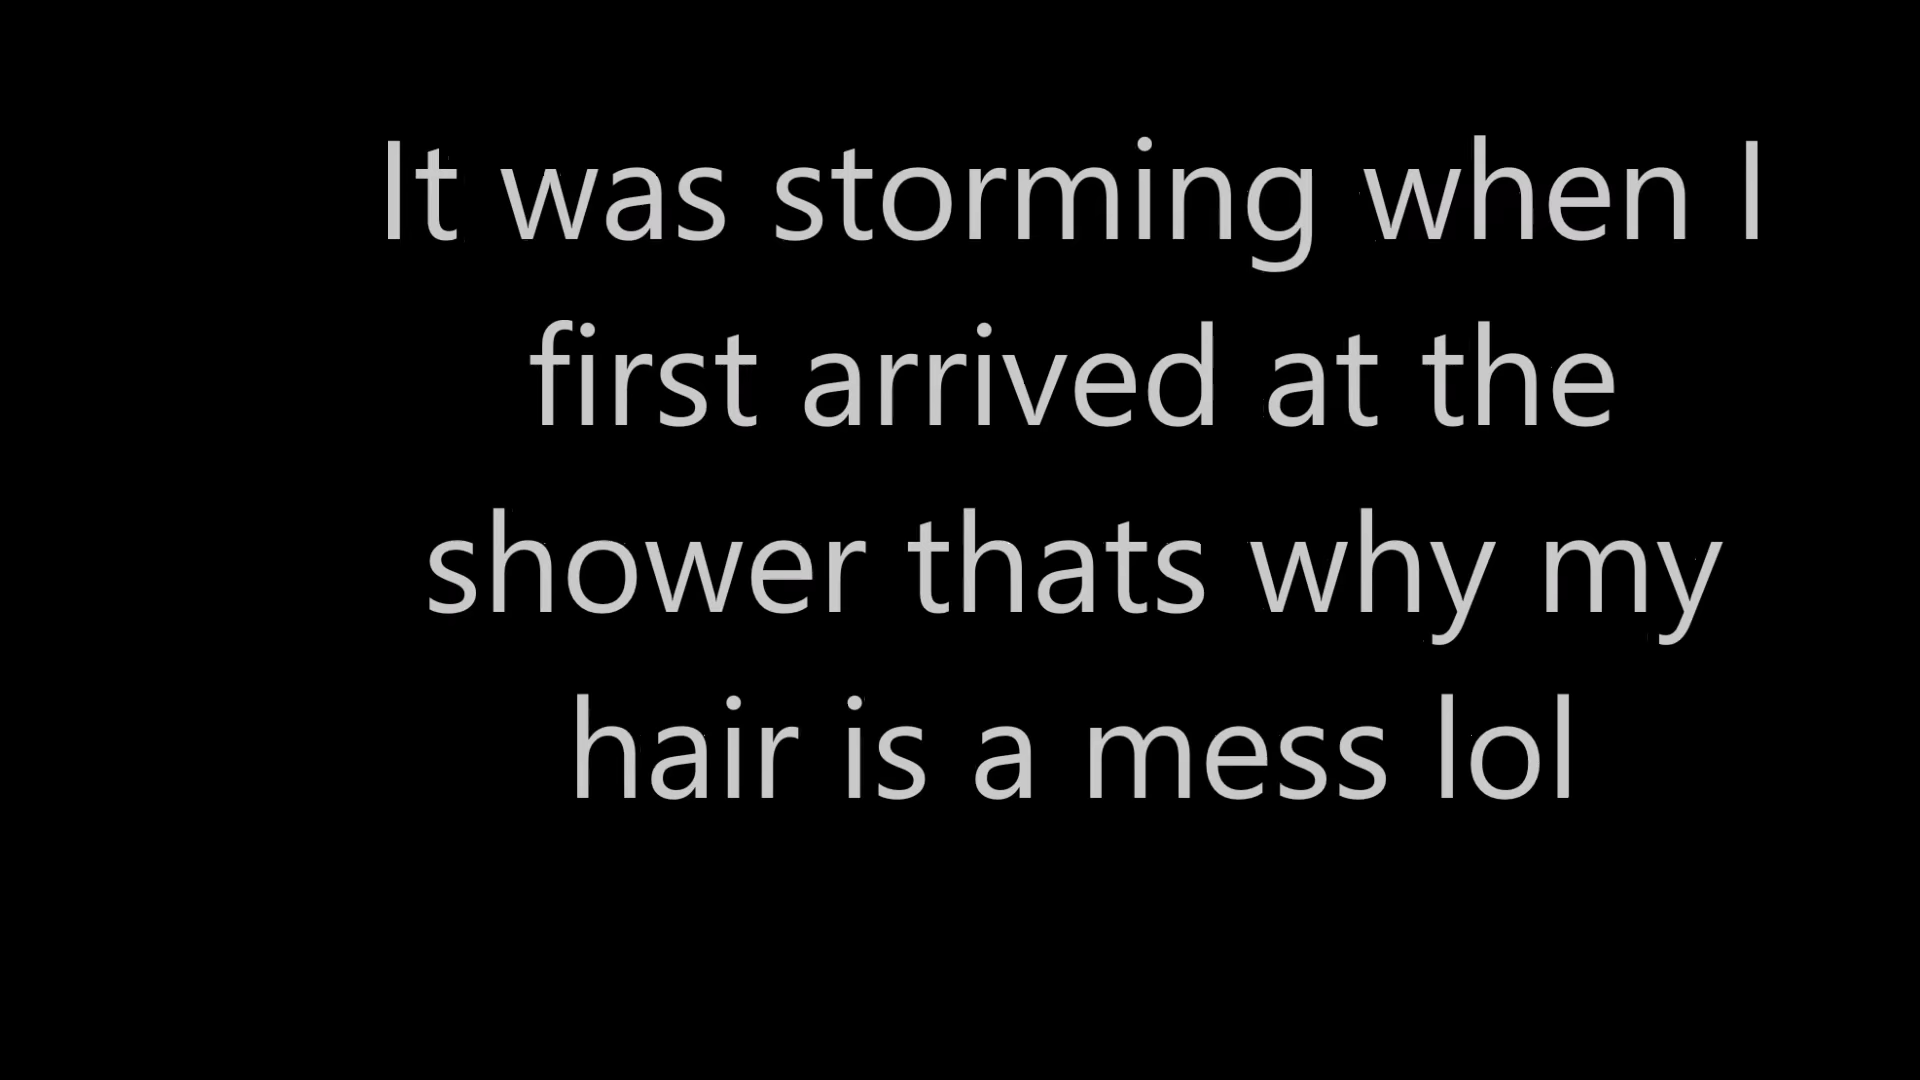 It was storming when I
first arrived at the
shower thats why my
hair is a mess lol